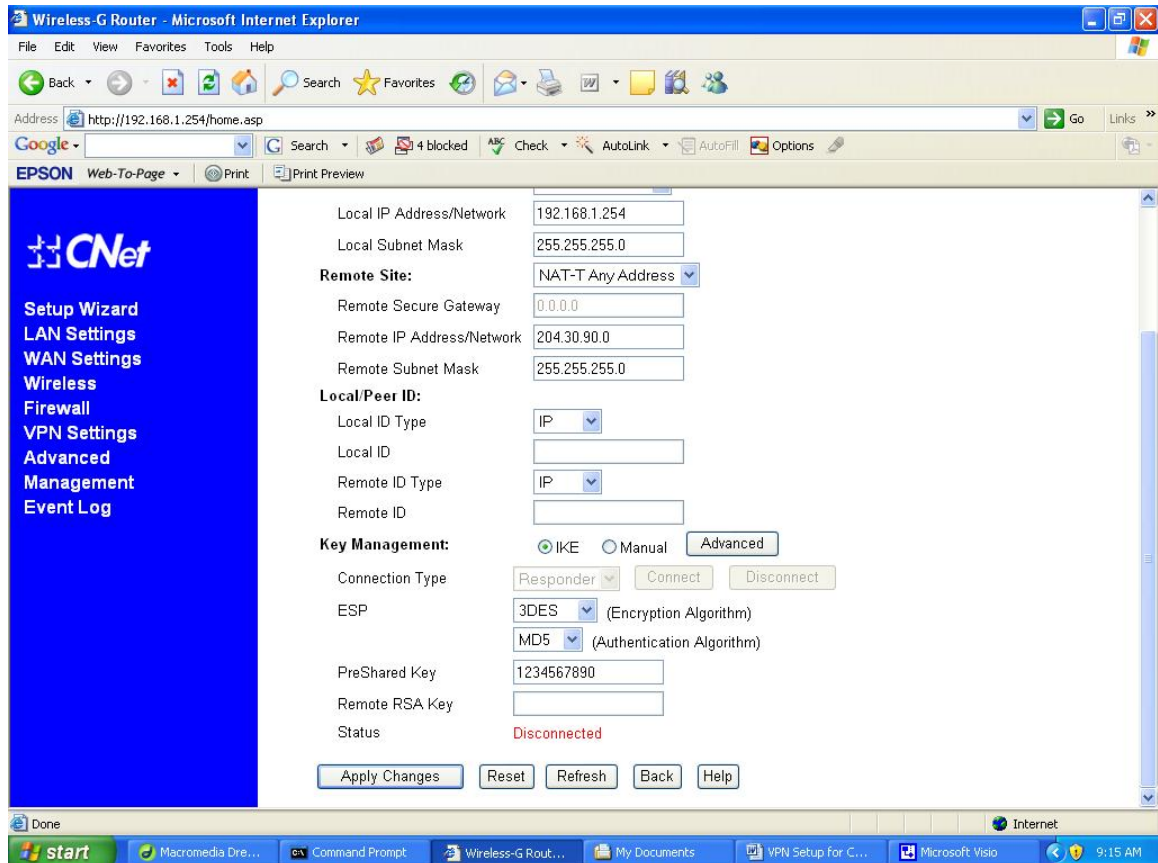 Wireless-G Router - Microsoft Internet Explorer
File Edit View Favorites Tools Help
Back Search Favorites
Address http://192.168.1.254/home.asp Go Links »
Google Search 4 blocked ABC Check AutoLink AutoFill Options
EPSON Web-To-Page Print Print Preview
CNet
Setup Wizard
LAN Settings
WAN Settings
Wireless
Firewall
VPN Settings
Advanced
Management
Event Log
Local IP Address/Network 192.168.1.254
Local Subnet Mask 255.255.255.0
Remote Site: NAT-T Any Address
Remote Secure Gateway 0.0.0.0
Remote IP Address/Network 204.30.90.0
Remote Subnet Mask 255.255.255.0
Local/Peer ID:
Local ID Type IP
Local ID
Remote ID Type IP
Remote ID
Key Management: IKE Manual Advanced
Connection Type Responder Connect Disconnect
ESP 3DES (Encryption Algorithm)
MD5 (Authentication Algorithm)
PreShared Key 1234567890
Remote RSA Key
Status Disconnected
Apply Changes Reset Refresh Back Help
Done Internet
start Macromedia Dre... Command Prompt Wireless-G Rout... My Documents VPN Setup for C... Microsoft Visio 9:15 AM